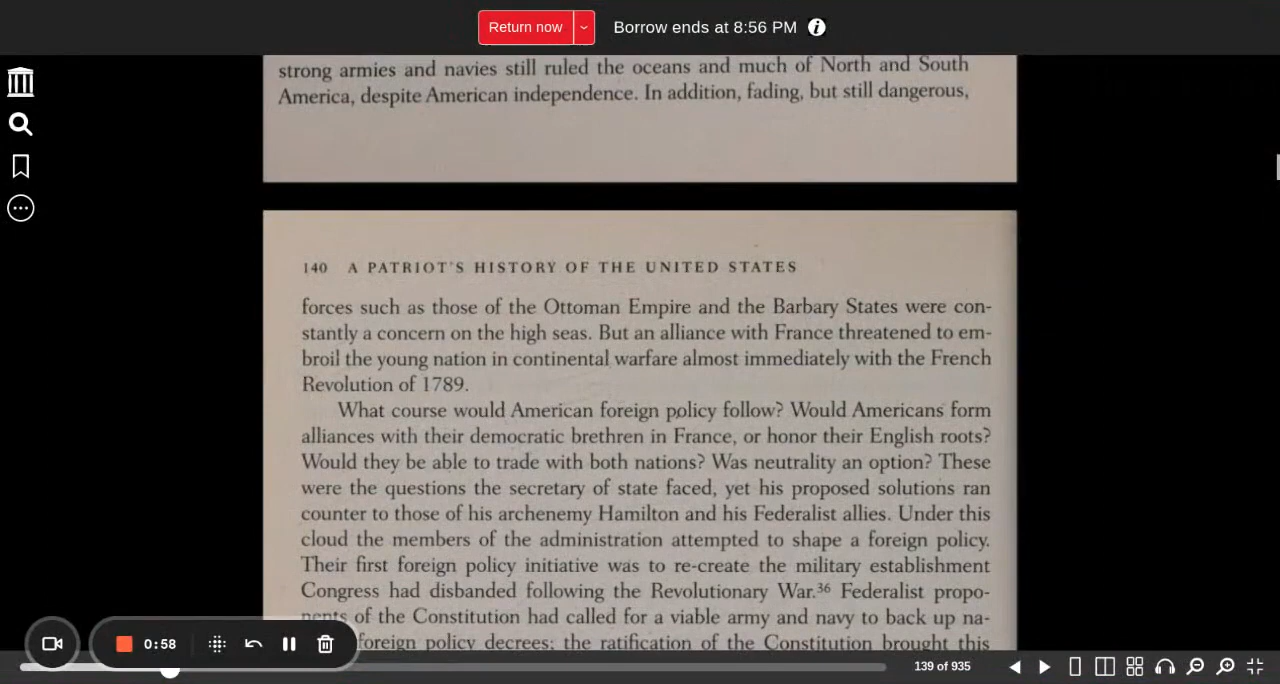 Return now
Borrow ends at 8:56 PM
strong armies and navies still ruled the oceans and much of North and South
America, despite American independence. In addition, fading, but still dangerous,
140 A PATRIOT'S HISTORY OF THE UNITED STATES
forces such as those of the Ottoman Empire and the Barbary States were con-
stantly a concern on the high seas. But an alliance with France threatened to em-
broil the young nation in continental warfare almost immediately with the French
Revolution of 1789.
What course would American foreign policy follow? Would Americans form
alliances with their democratic brethren in France, or honor their English roots?
Would they be able to trade with both nations? Was neutrality an option? These
were the questions the secretary of state faced, yet his proposed solutions ran
counter to those of his archenemy Hamilton and his Federalist allies. Under this
cloud the members of the administration attempted to shape a foreign policy.
Their first foreign policy initiative was to re-create the military establishment
Congress had disbanded following the Revolutionary War.36 Federalist propo-
nents of the Constitution had called for a viable army and navy to back up na-
foreign policy decrees; the ratification of the Constitution brought this
0:58
139 of 935